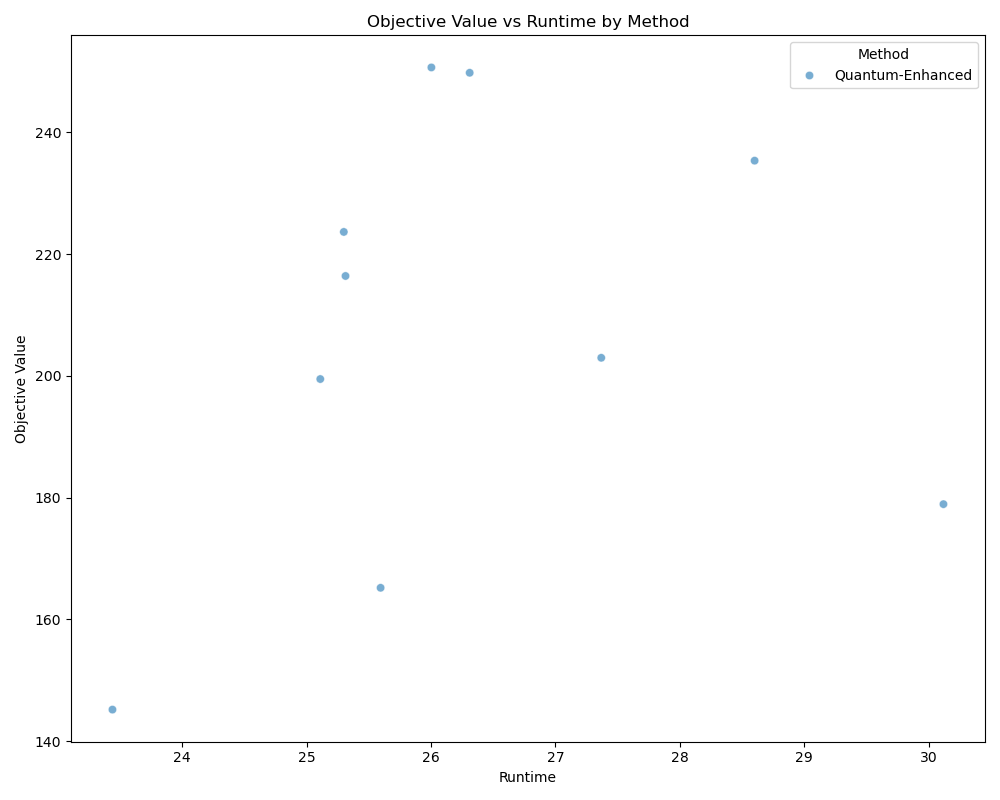 Objective Value vs Runtime by Method
Method
Quantum-Enhanced
Objective Value
240
220
200
180
160
140
24 25 26 27 28 29 30
Runtime